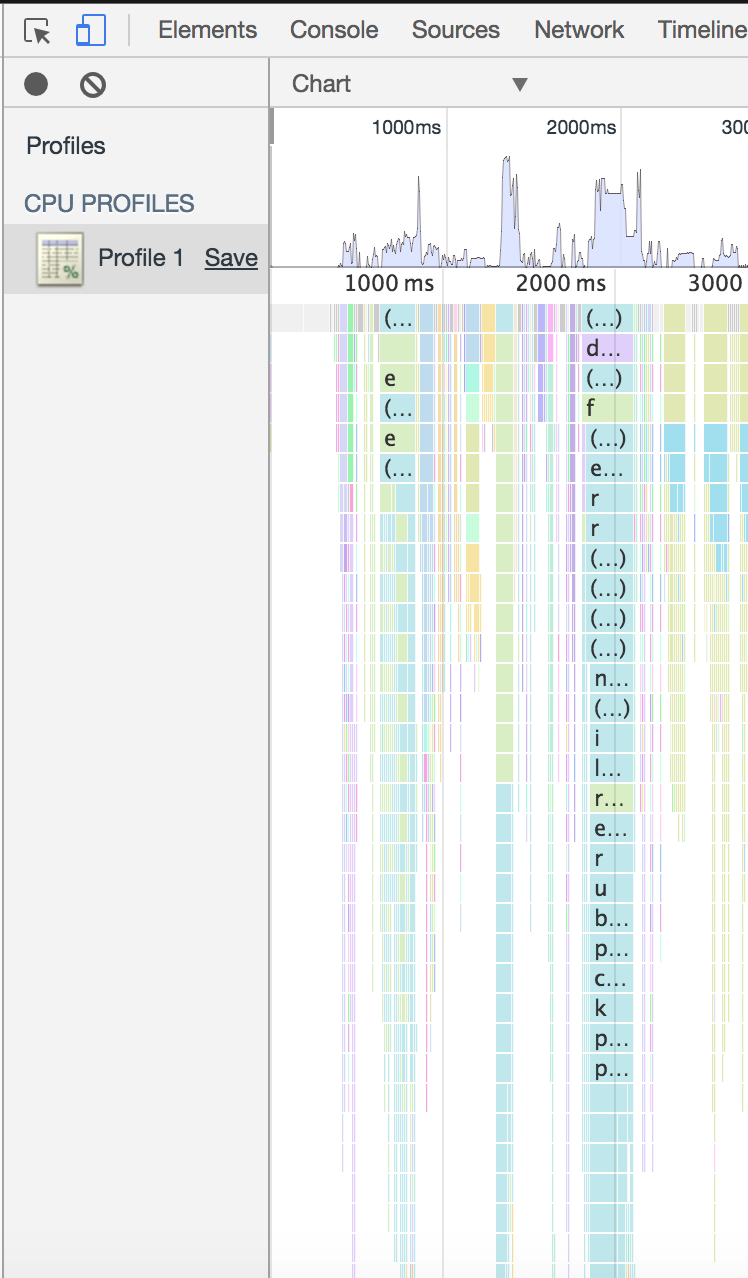 Elements Console Sources Network Timeline
Chart ▼
Profiles
CPU PROFILES
Profile 1 Save
%
1000ms 2000ms 300
1000 ms 2000 ms 3000
(... (...)
d...
e (...)
(... f
e (...)
(... e...
r
r
(...)
(...)
(...)
(...)
n...
(...)
i
l...
r...
e...
r
u
b...
p...
c...
k
p...
p...